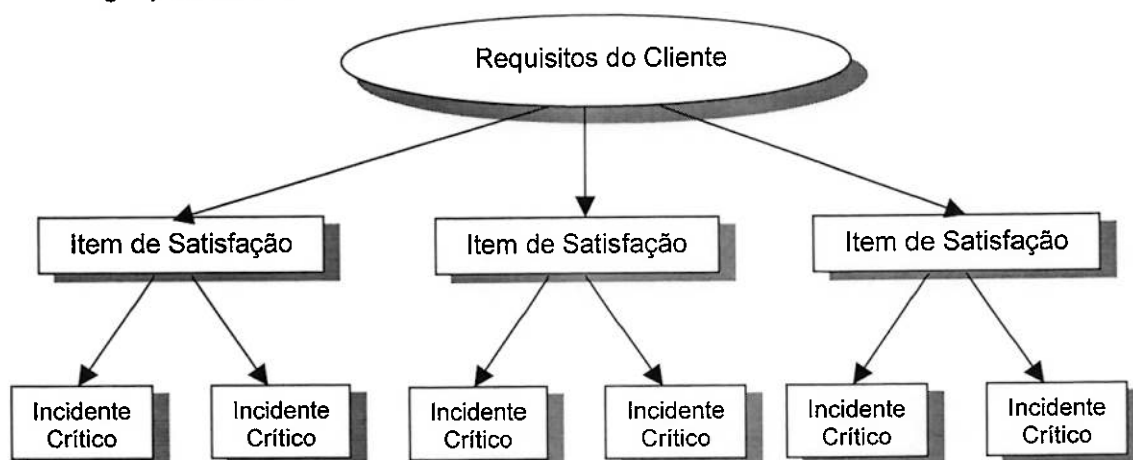 Requisitos do Cliente
Item de Satisfação
Item de Satisfação
Item de Satisfação
Incidente
Crítico
Incidente
Crítico
Incidente
Crítico
Incidente
Crítico
Incidente
Crítico
Incidente
Crítico